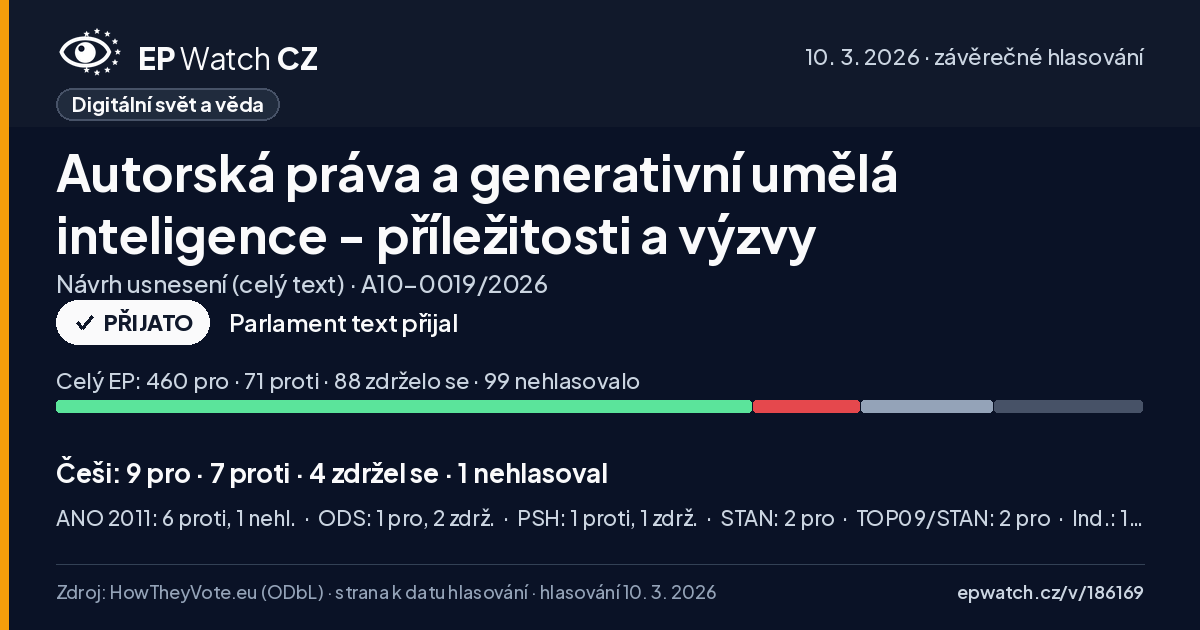 EP Watch CZ
10. 3. 2026 · závěrečné hlasování
Digitální svět a věda
Autorská práva a generativní umělá
inteligence – příležitosti a výzvy
Návrh usnesení (celý text) · A10-0019/2026
✓ PŘIJATO
Parlament text přijal
Celý EP: 460 pro · 71 proti · 88 zdrželo se · 99 nehlasovalo
Češi: 9 pro · 7 proti · 4 zdržel se · 1 nehlasoval
ANO 2011: 6 proti, 1 nehl. · ODS: 1 pro, 2 zdrž. · PSH: 1 proti, 1 zdrž. · STAN: 2 pro · TOP09/STAN: 2 pro · Ind.: 1…
Zdroj: HowTheyVote.eu (ODbL) · strana k datu hlasování · hlasování 10. 3. 2026
epwatch.cz/v/186169